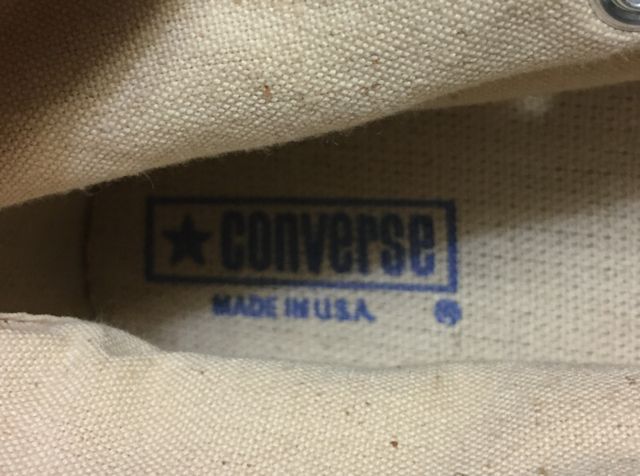 ★ CONVERSE
MADE IN U.S.A.
®